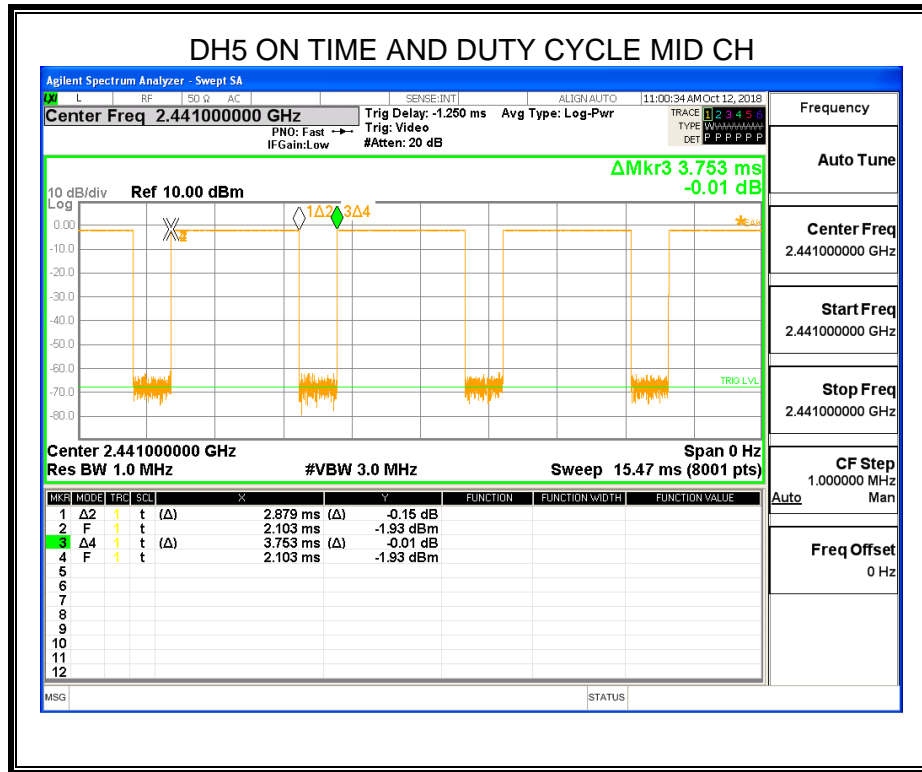 DH5 ON TIME AND DUTY CYCLE MID CH
Agilent Spectrum Analyzer - Swept SA
LXI L RF 50 Ω AC SENSE:INT ALIGN AUTO 11:00:34 AM Oct 12, 2018
Center Freq 2.441000000 GHz
PNO: Fast
IFGain:Low
Trig Delay: -1.250 ms
Trig: Video
#Atten: 20 dB
Avg Type: Log-Pwr
TRACE 1 2 3 4 5 6
TYPE WWWWWW
DET P P P P P P
ΔMkr3 3.753 ms
-0.01 dB
10 dB/div Ref 10.00 dBm
Log
0.00
-10.0
-20.0
-30.0
-40.0
-50.0
-60.0
-70.0
-80.0
1Δ2 3Δ4
TRIG LVL
Center 2.441000000 GHz Span 0 Hz
Res BW 1.0 MHz #VBW 3.0 MHz Sweep 15.47 ms (8001 pts)
MKR MODE TRC SCL X Y FUNCTION FUNCTION WIDTH FUNCTION VALUE
1 Δ2 1 t (Δ) 2.879 ms (Δ) -0.15 dB
2 F 1 t 2.103 ms -1.93 dBm
3 Δ4 1 t (Δ) 3.753 ms (Δ) -0.01 dB
4 F 1 t 2.103 ms -1.93 dBm
5
6
7
8
9
10
11
12
MSG STATUS
Frequency
Auto Tune
Center Freq
2.441000000 GHz
Start Freq
2.441000000 GHz
Stop Freq
2.441000000 GHz
CF Step
1.000000 MHz
Auto Man
Freq Offset
0 Hz